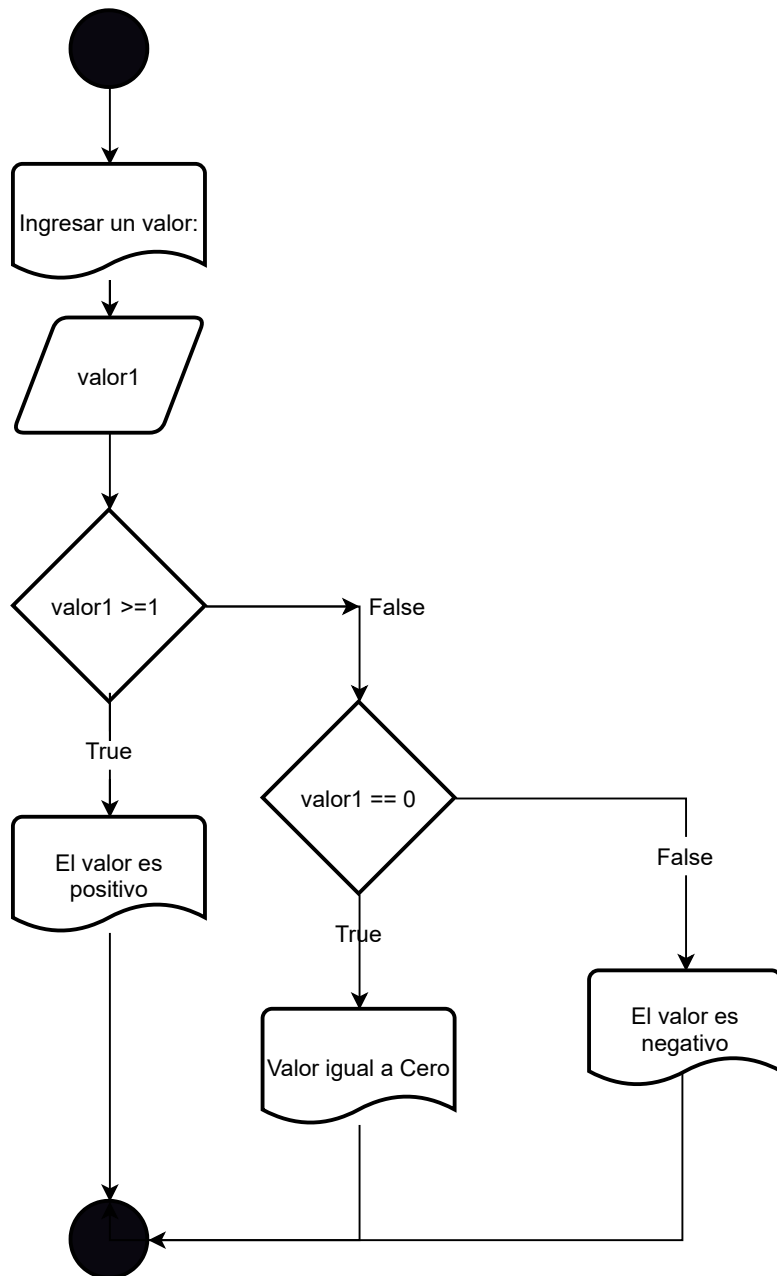 Ingresar un valor:
valor1
valor1 >=1
False
True
valor1 == 0
El valor es
positivo
False
True
El valor es
negativo
Valor igual a Cero